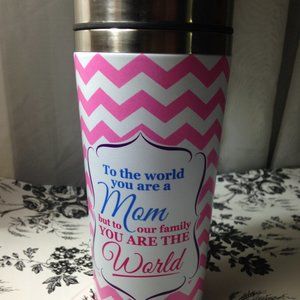 To the world
you are a
Mom
but to our family
YOU ARE THE
World